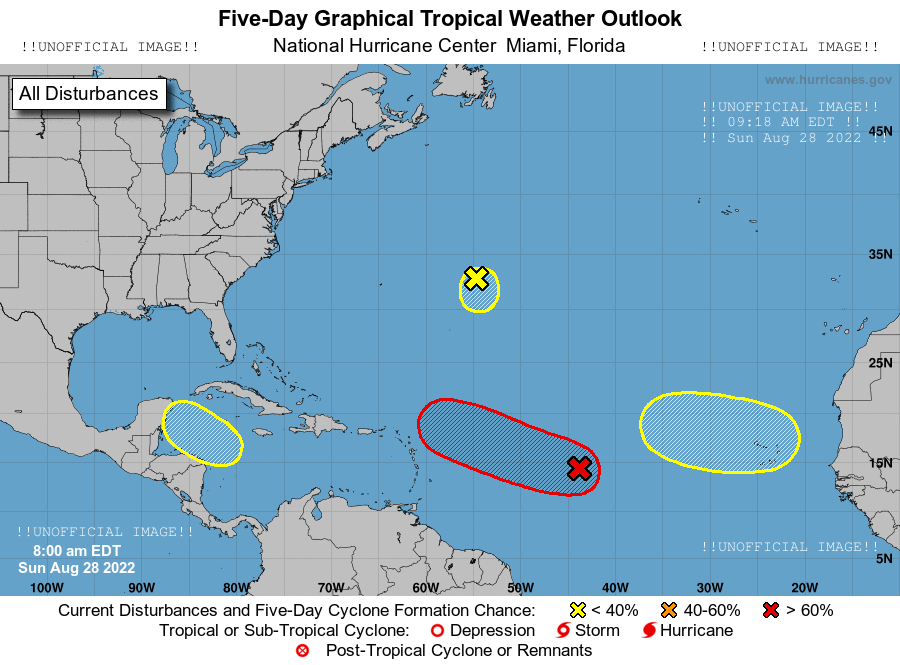 Five-Day Graphical Tropical Weather Outlook
!!UNOFFICIAL IMAGE!! National Hurricane Center  Miami, Florida !!UNOFFICIAL IMAGE!!
www.hurricanes.gov
All Disturbances
!!UNOFFICIAL IMAGE!!
!! 09:18 AM EDT !!
!! Sun Aug 28 2022 !!
45N
35N
25N
15N
!!UNOFFICIAL IMAGE!!
8:00 am EDT
Sun Aug 28 2022
!!UNOFFICIAL IMAGE!!
5N
100W 90W 80W 70W 60W 50W 40W 30W 20W
Current Disturbances and Five-Day Cyclone Formation Chance: < 40% 40-60% > 60%
Tropical or Sub-Tropical Cyclone: Depression Storm Hurricane
Post-Tropical Cyclone or Remnants